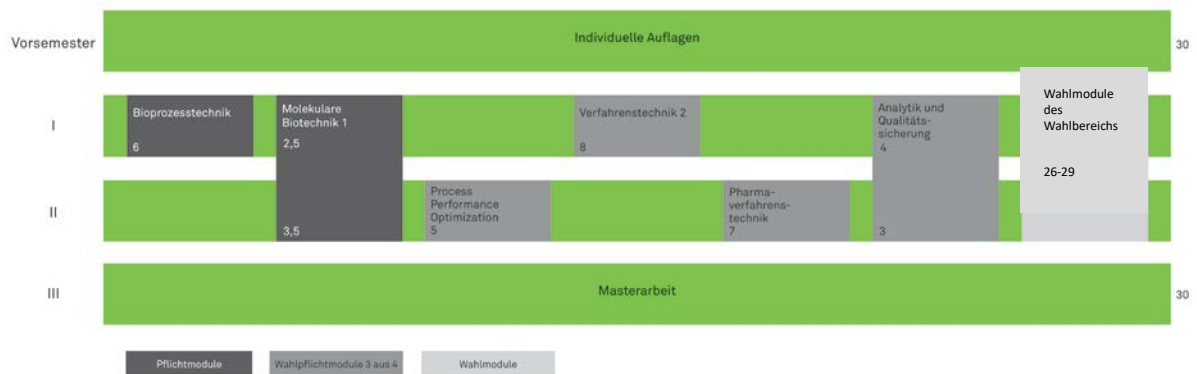 Vorsemester
Individuelle Auflagen
30
I
Bioprozesstechnik
6
Molekulare
Biotechnik 1
2,5
Verfahrenstechnik 2
8
Analytik und
Qualitäts-
sicherung
4
Wahlmodule
des
Wahlbereichs
26-29
II
3,5
Process
Performance
Optimization
5
Pharma-
verfahrens-
technik
7
3
III
Masterarbeit
30
Pflichtmodule
Wahlpflichtmodule 3 aus 4
Wahlmodule